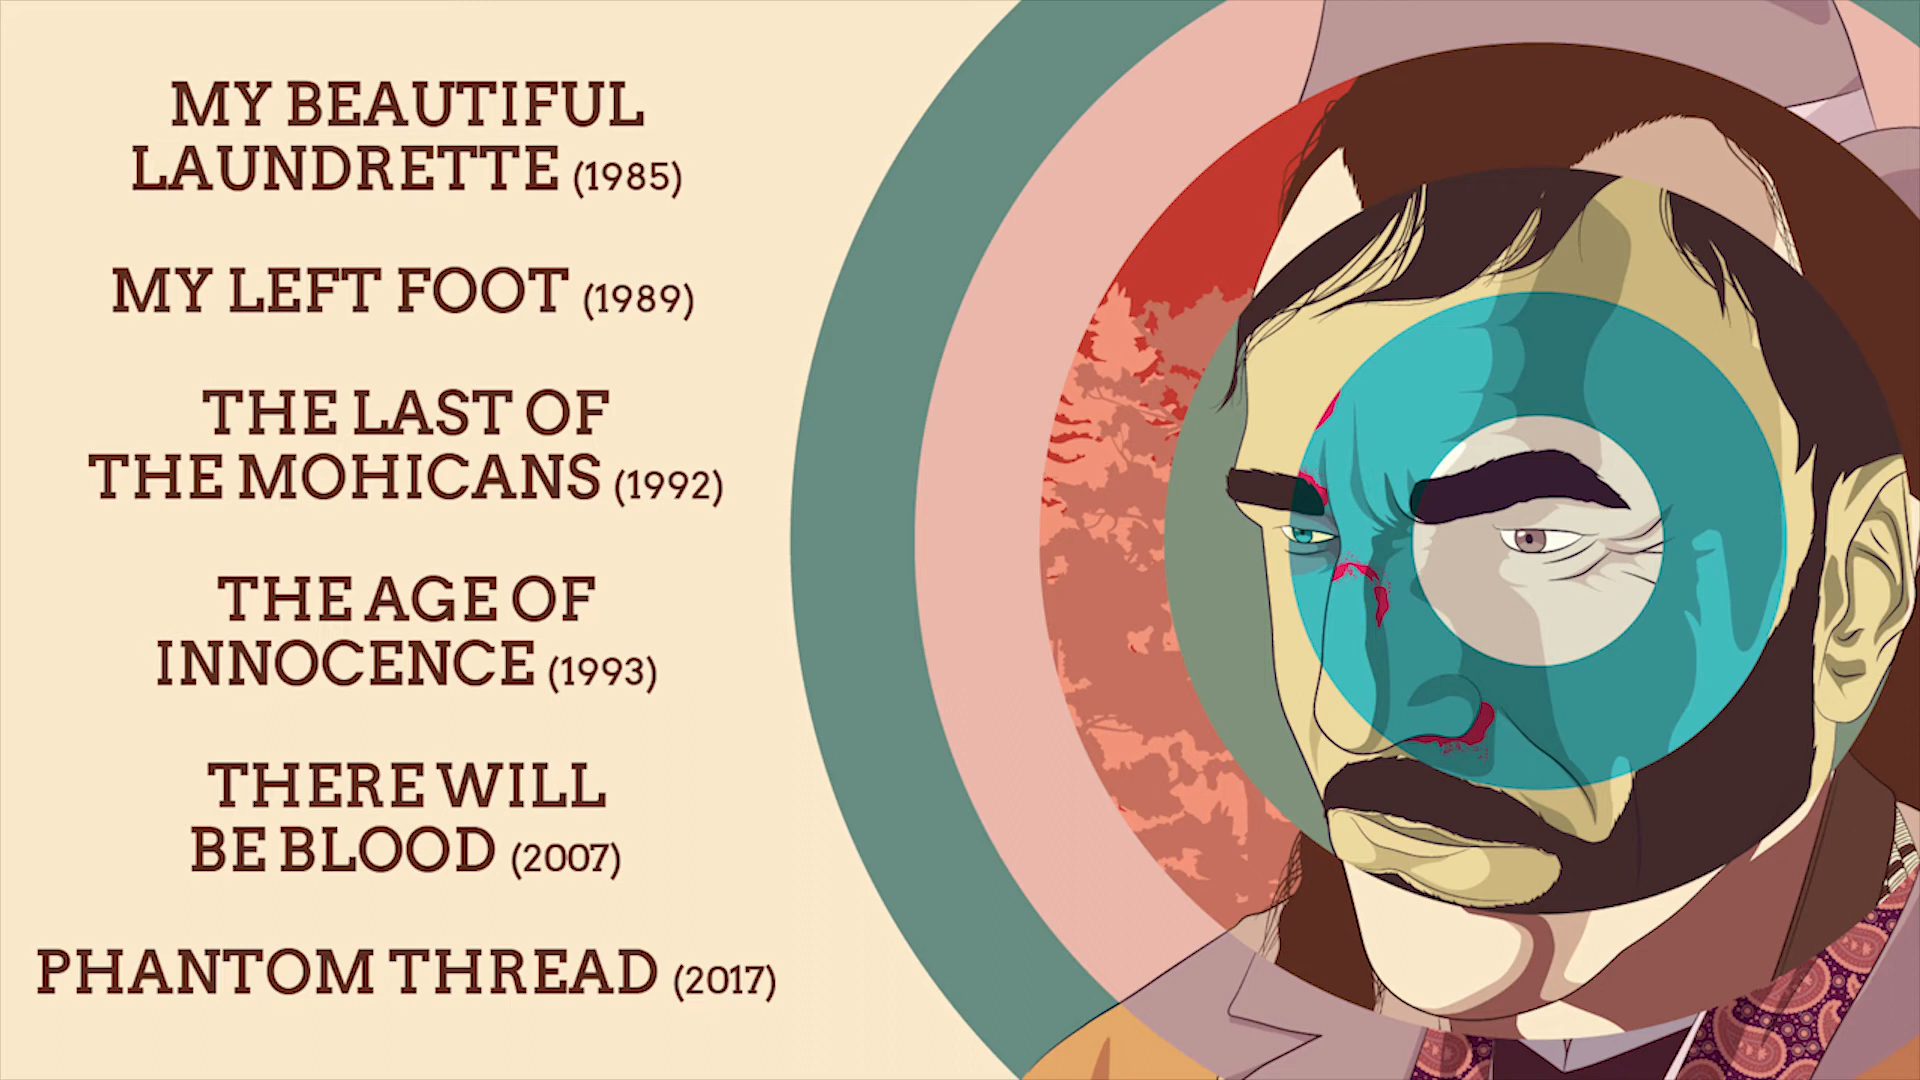 MY BEAUTIFUL
LAUNDRETTE (1985)
MY LEFT FOOT (1989)
THE LAST OF
THE MOHICANS (1992)
THE AGE OF
INNOCENCE (1993)
THERE WILL
BE BLOOD (2007)
PHANTOM THREAD (2017)